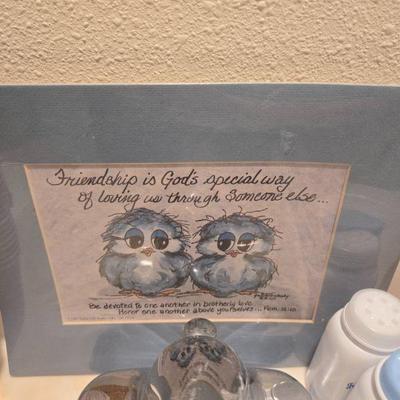 Friendship is God's special way
of loving us through Someone else...
Be devoted to one another in brotherly love.
Honor one another above yourselves... Rom. 12:10